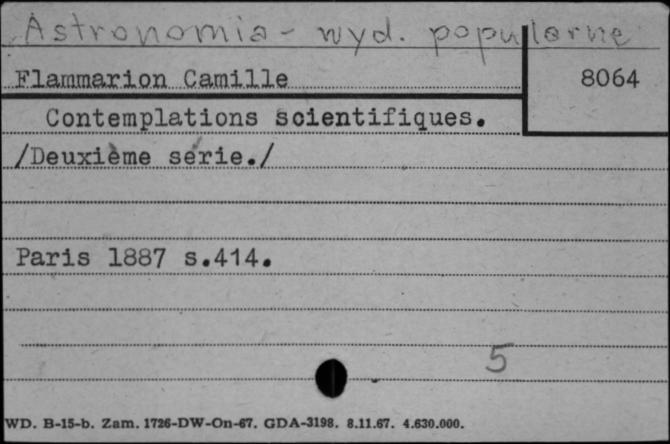 Astronomia - wyd. popularne
Flammarion Camille
8064
Contemplations scientifiques.
/Deuxième série./
Paris 1887 s.414.
5
WD. B-15-b. Zam. 1726-DW-On-67. GDA-3198. 8.11.67. 4.630.000.